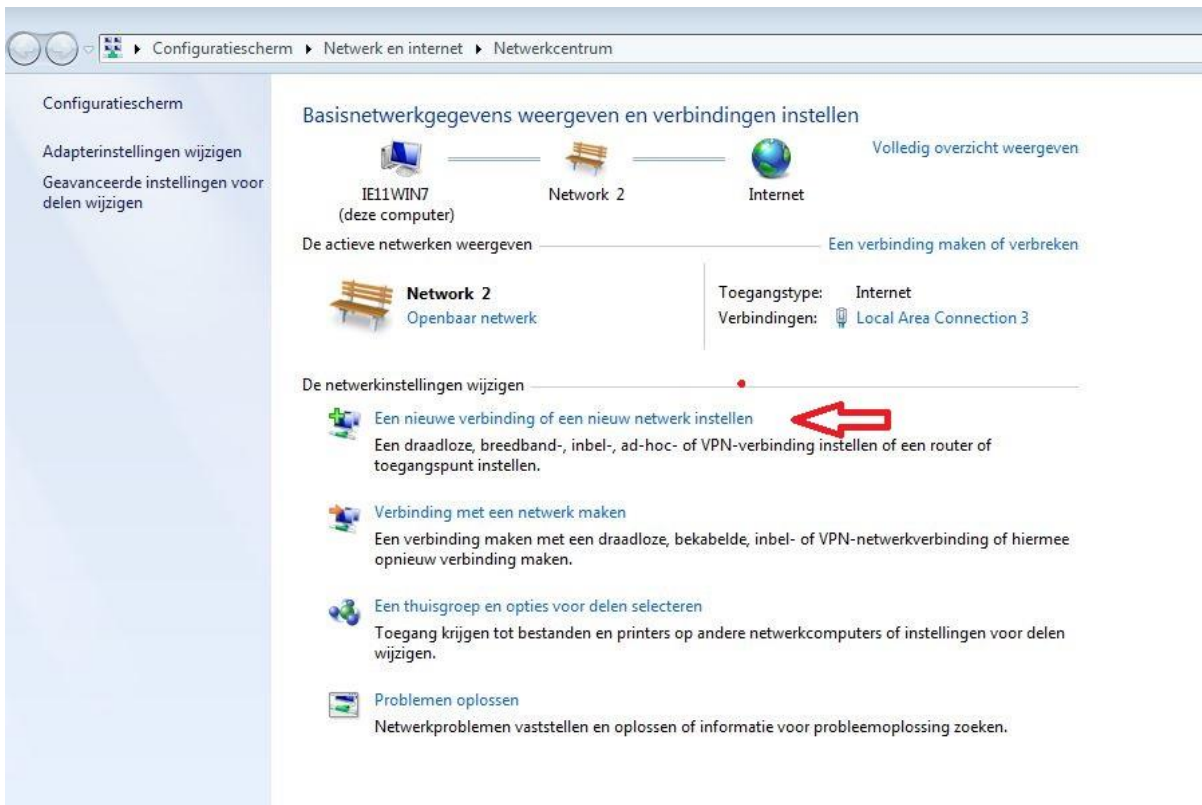 Configuratiescherm ▸ Netwerk en internet ▸ Netwerkcentrum
Configuratiescherm
Adapterinstellingen wijzigen
Geavanceerde instellingen voor
delen wijzigen
Basisnetwerkgegevens weergeven en verbindingen instellen
Volledig overzicht weergeven
IE11WIN7
(deze computer)
Network 2
Internet
De actieve netwerken weergeven
Een verbinding maken of verbreken
Network 2
Openbaar netwerk
Toegangstype: Internet
Verbindingen: Local Area Connection 3
De netwerkinstellingen wijzigen
Een nieuwe verbinding of een nieuw netwerk instellen
Een draadloze, breedband-, inbel-, ad-hoc- of VPN-verbinding instellen of een router of
toegangspunt instellen.
Verbinding met een netwerk maken
Een verbinding maken met een draadloze, bekabelde, inbel- of VPN-netwerkverbinding of hiermee
opnieuw verbinding maken.
Een thuisgroep en opties voor delen selecteren
Toegang krijgen tot bestanden en printers op andere netwerkcomputers of instellingen voor delen
wijzigen.
Problemen oplossen
Netwerkproblemen vaststellen en oplossen of informatie voor probleemoplossing zoeken.